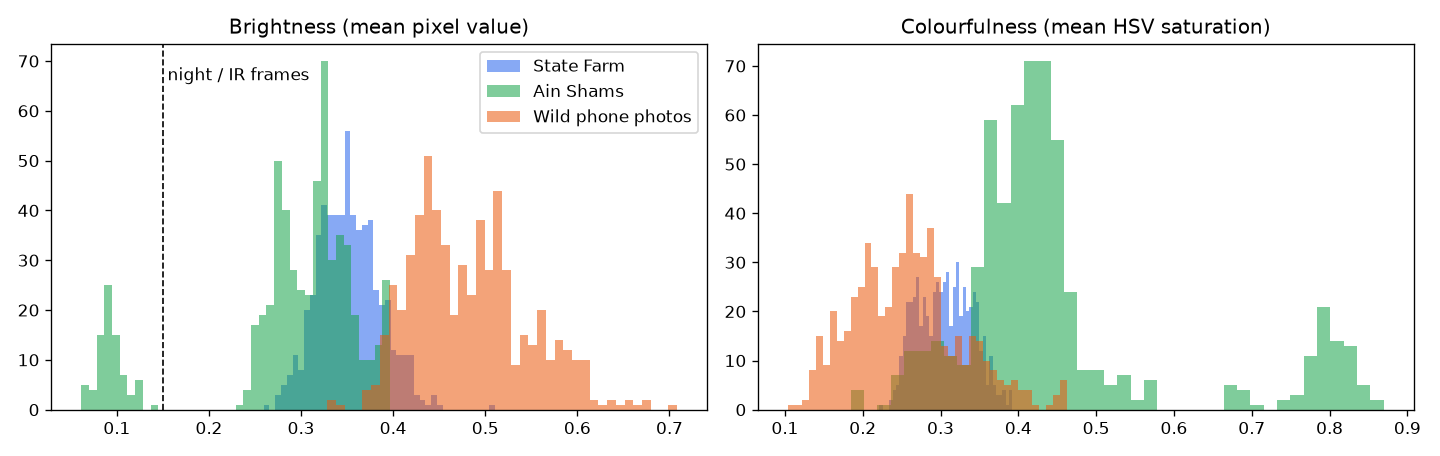 Brightness (mean pixel value)
70
60
50
40
30
20
10
0
night / IR frames
State Farm
Ain Shams
Wild phone photos
0.1 0.2 0.3 0.4 0.5 0.6 0.7
Colourfulness (mean HSV saturation)
70
60
50
40
30
20
10
0
0.1 0.2 0.3 0.4 0.5 0.6 0.7 0.8 0.9